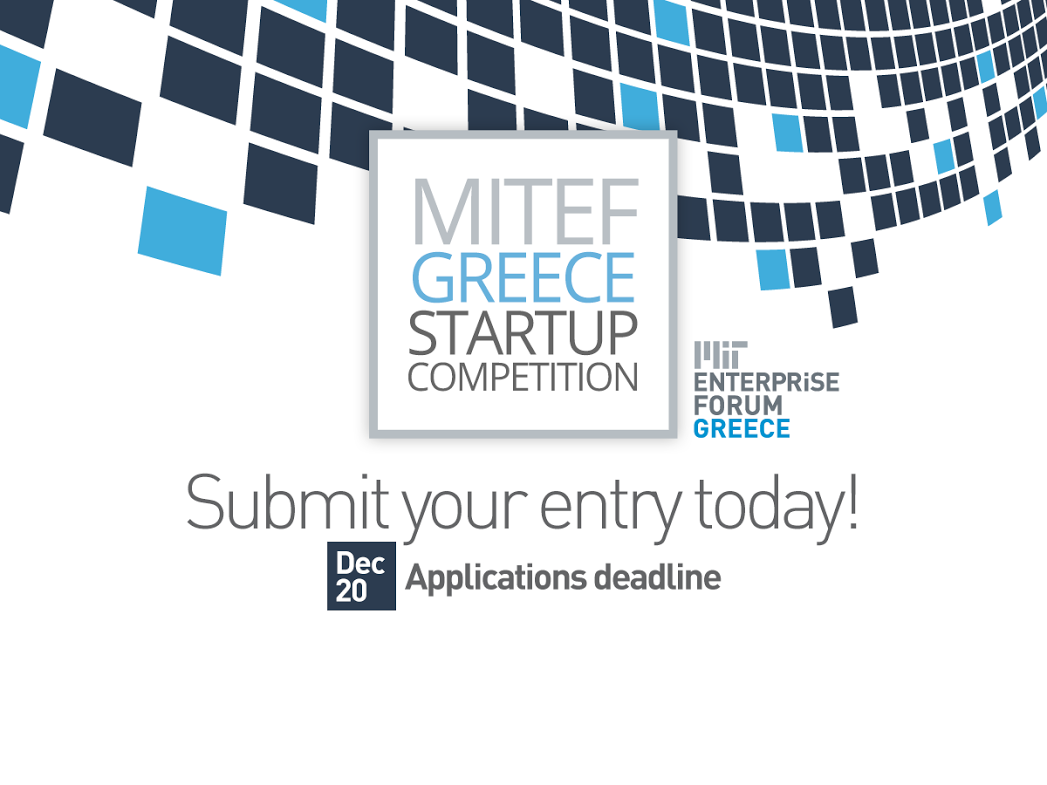 MITEF
GREECE
STARTUP
COMPETITION
MIT
ENTERPRiSE
FORUM
GREECE
Submit your entry today!
Dec
20
Applications deadline